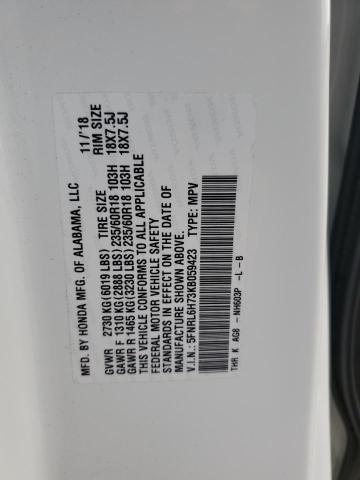 MFD. BY HONDA MFG. OF ALABAMA, LLC 11/'18
GVWR 2730 KG(6019 LBS) TIRE SIZE RIM SIZE
GAWR F 1310 KG(2888 LBS) 235/60R18 103H 18X7.5J
GAWR R 1465 KG(3230 LBS) 235/60R18 103H 18X7.5J
THIS VEHICLE CONFORMS TO ALL APPLICABLE
FEDERAL MOTOR VEHICLE SAFETY
STANDARDS IN EFFECT ON THE DATE OF
MANUFACTURE SHOWN ABOVE.
V.I.N.: 5FNRL6H73KB059423 TYPE: MPV
THR K AG8 - NH603P -L -B